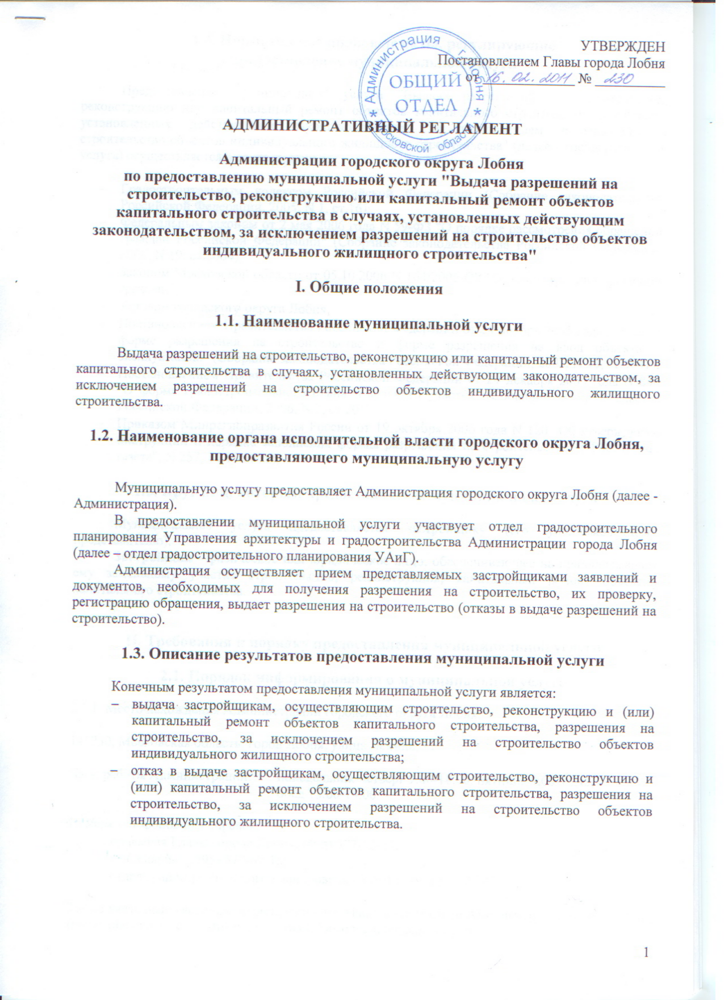 УТВЕРЖДЕН
Постановлением Главы города Лобня
от 16.02.2011 № 230
Администрация г. Лобня
ОБЩИЙ
ОТДЕЛ
* Московской области *
АДМИНИСТРАТИВНЫЙ РЕГЛАМЕНТ
Администрации городского округа Лобня
по предоставлению муниципальной услуги "Выдача разрешений на
строительство, реконструкцию или капитальный ремонт объектов
капитального строительства в случаях, установленных действующим
законодательством, за исключением разрешений на строительство объектов
индивидуального жилищного строительства"
I. Общие положения
1.1. Наименование муниципальной услуги
Выдача разрешений на строительство, реконструкцию или капитальный ремонт объектов
капитального строительства в случаях, установленных действующим законодательством, за
исключением разрешений на строительство объектов индивидуального жилищного
строительства.
1.2. Наименование органа исполнительной власти городского округа Лобня,
предоставляющего муниципальную услугу
Муниципальную услугу предоставляет Администрация городского округа Лобня (далее -
Администрация).
В предоставлении муниципальной услуги участвует отдел градостроительного
планирования Управления архитектуры и градостроительства Администрации города Лобня
(далее – отдел градостроительного планирования УАиГ).
Администрация осуществляет прием представляемых застройщиками заявлений и
документов, необходимых для получения разрешения на строительство, их проверку,
регистрацию обращения, выдает разрешения на строительство (отказы в выдаче разрешений на
строительство).
1.3. Описание результатов предоставления муниципальной услуги
Конечным результатом предоставления муниципальной услуги является:
– выдача застройщикам, осуществляющим строительство, реконструкцию и (или)
капитальный ремонт объектов капитального строительства, разрешения на
строительство, за исключением разрешений на строительство объектов
индивидуального жилищного строительства;
– отказ в выдаче застройщикам, осуществляющим строительство, реконструкцию и
(или) капитальный ремонт объектов капитального строительства, разрешения на
строительство, за исключением разрешений на строительство объектов
индивидуального жилищного строительства.
1